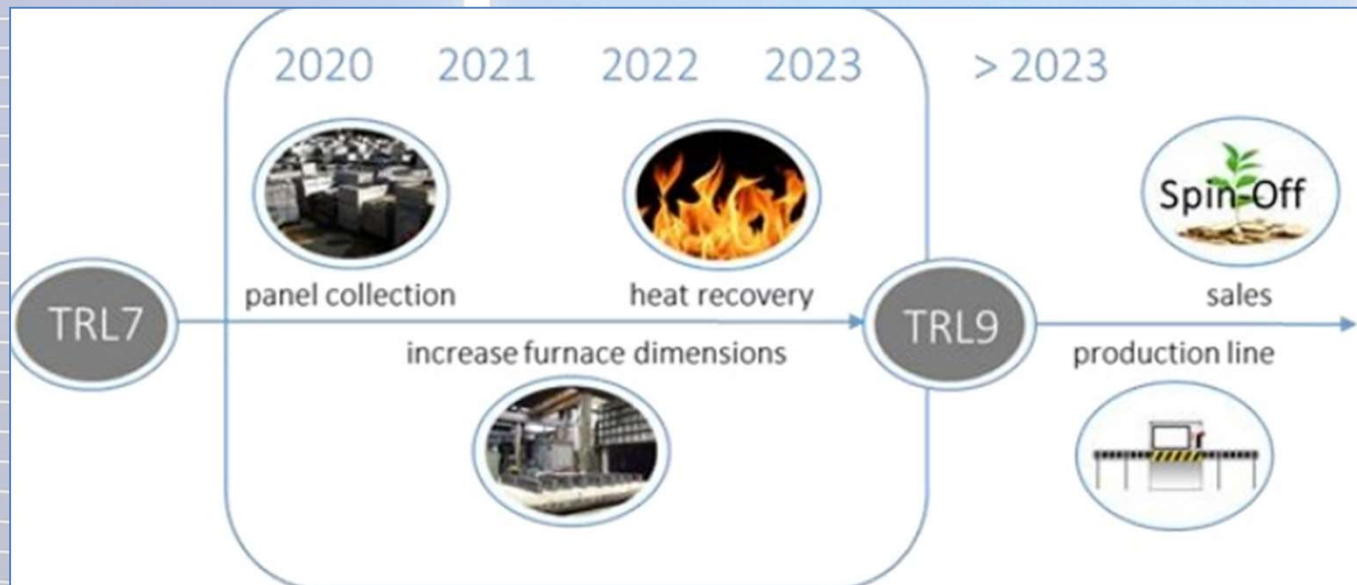 2020 2021 2022 2023 > 2023
Spin-Off
panel collection heat recovery sales
TRL7 TRL9
increase furnace dimensions production line